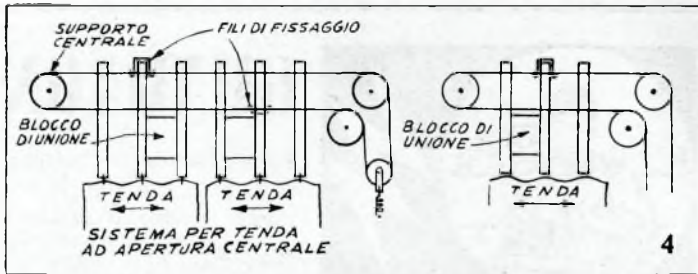 SUPPORTO
CENTRALE
FILI DI FISSAGGIO
BLOCCO
DI UNIONE
TENDA
TENDA
SISTEMA PER TENDA
AD APERTURA CENTRALE
BLOCCO DI
UNIONE
TENDA
4